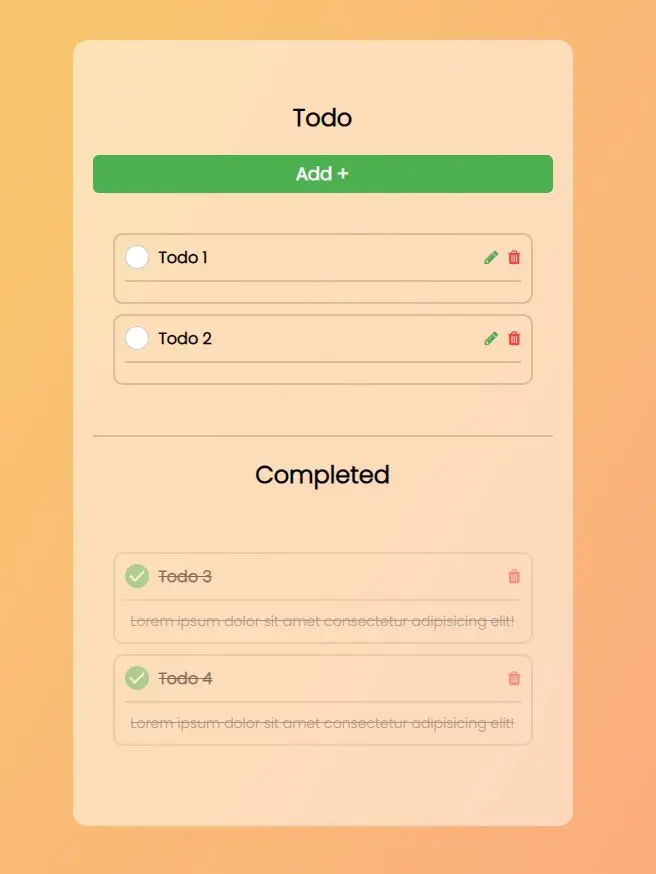 Todo
Add +
Todo 1
Todo 2
Completed
Todo 3
Lorem ipsum dolor sit amet consectetur adipisicing elit!
Todo 4
Lorem ipsum dolor sit amet consectetur adipisicing elit!